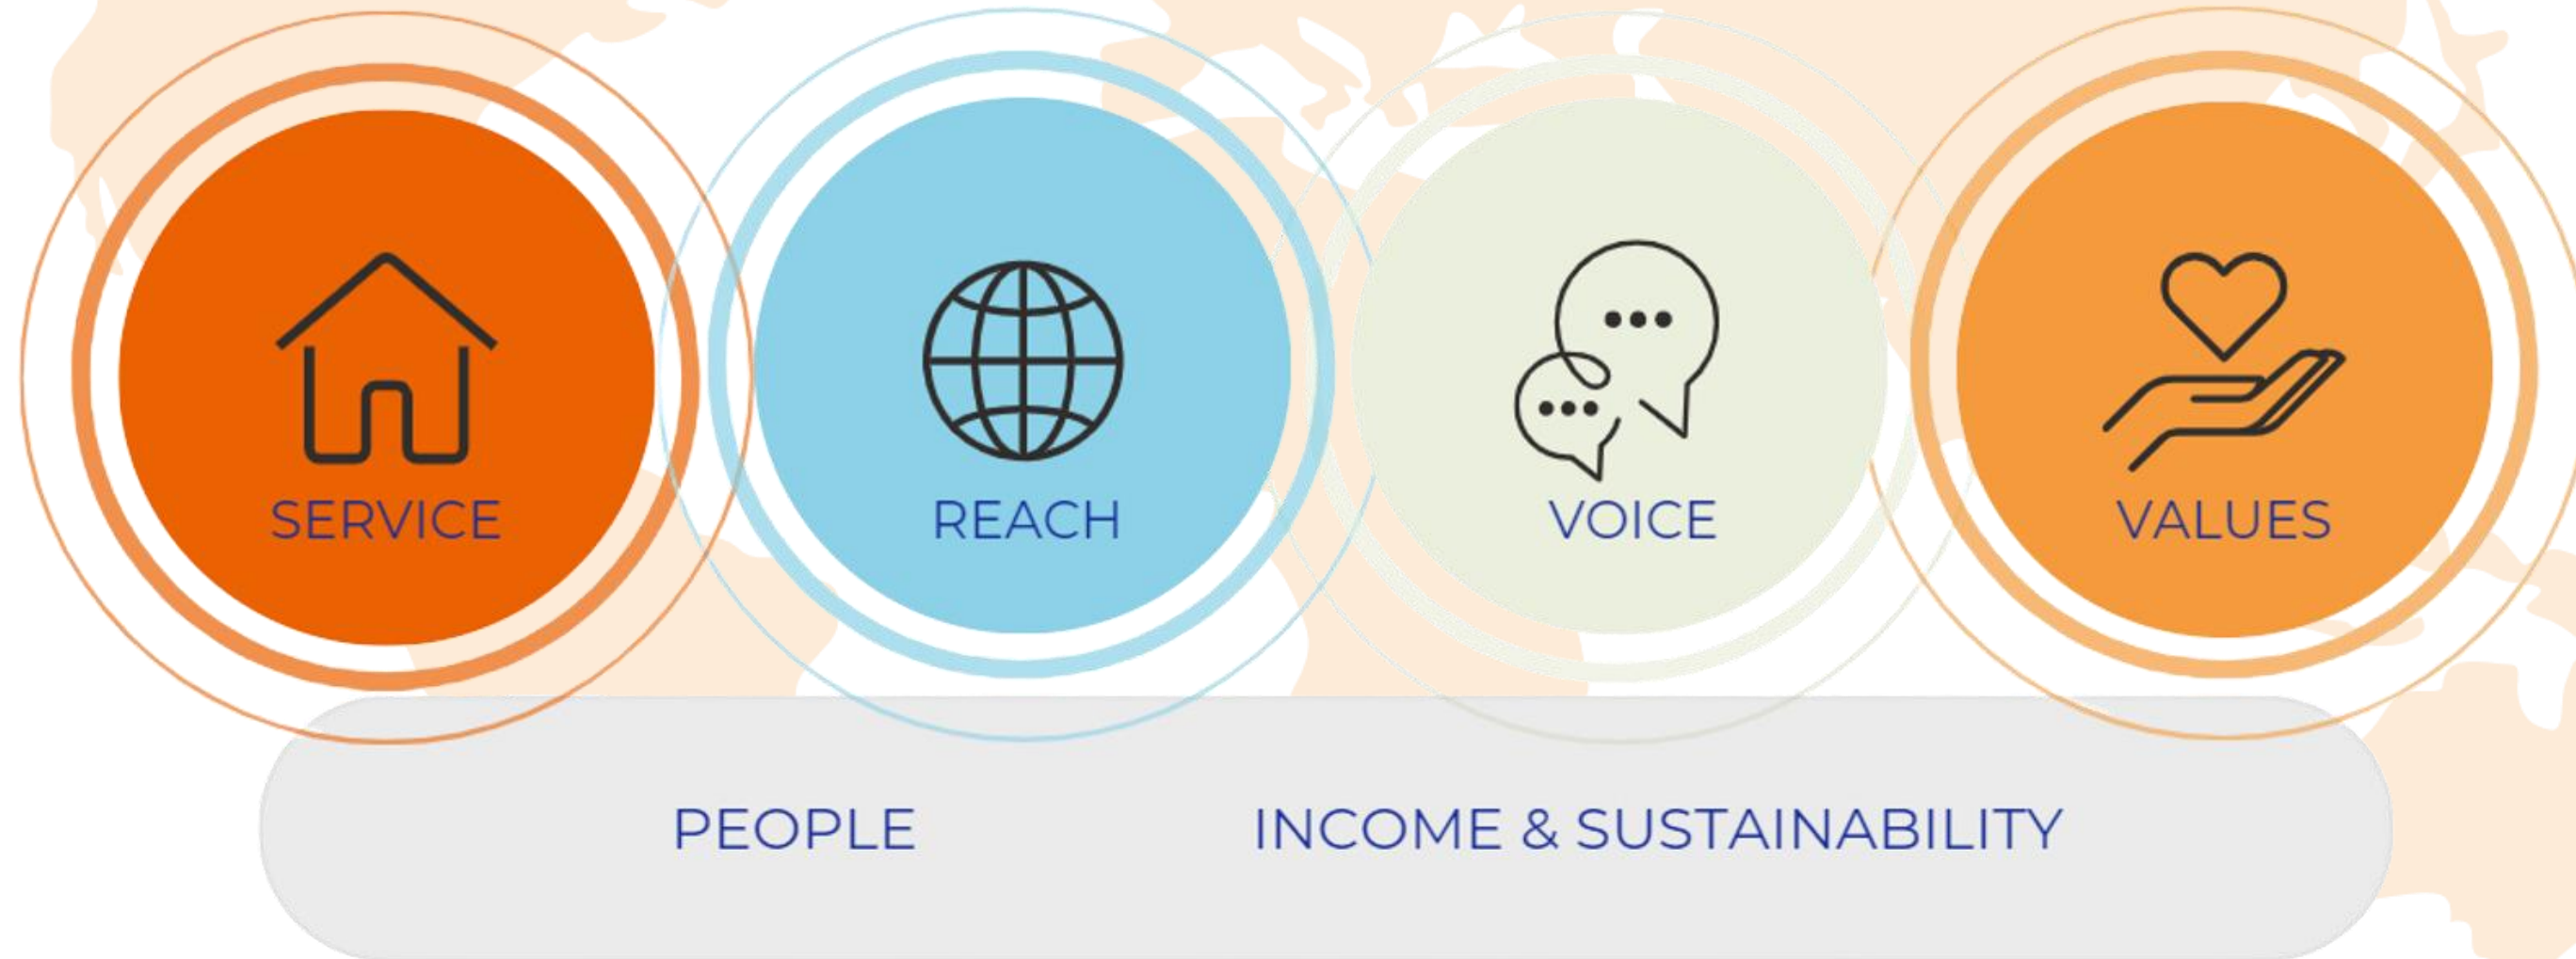 SERVICE
REACH
VOICE
VALUES
PEOPLE
INCOME & SUSTAINABILITY